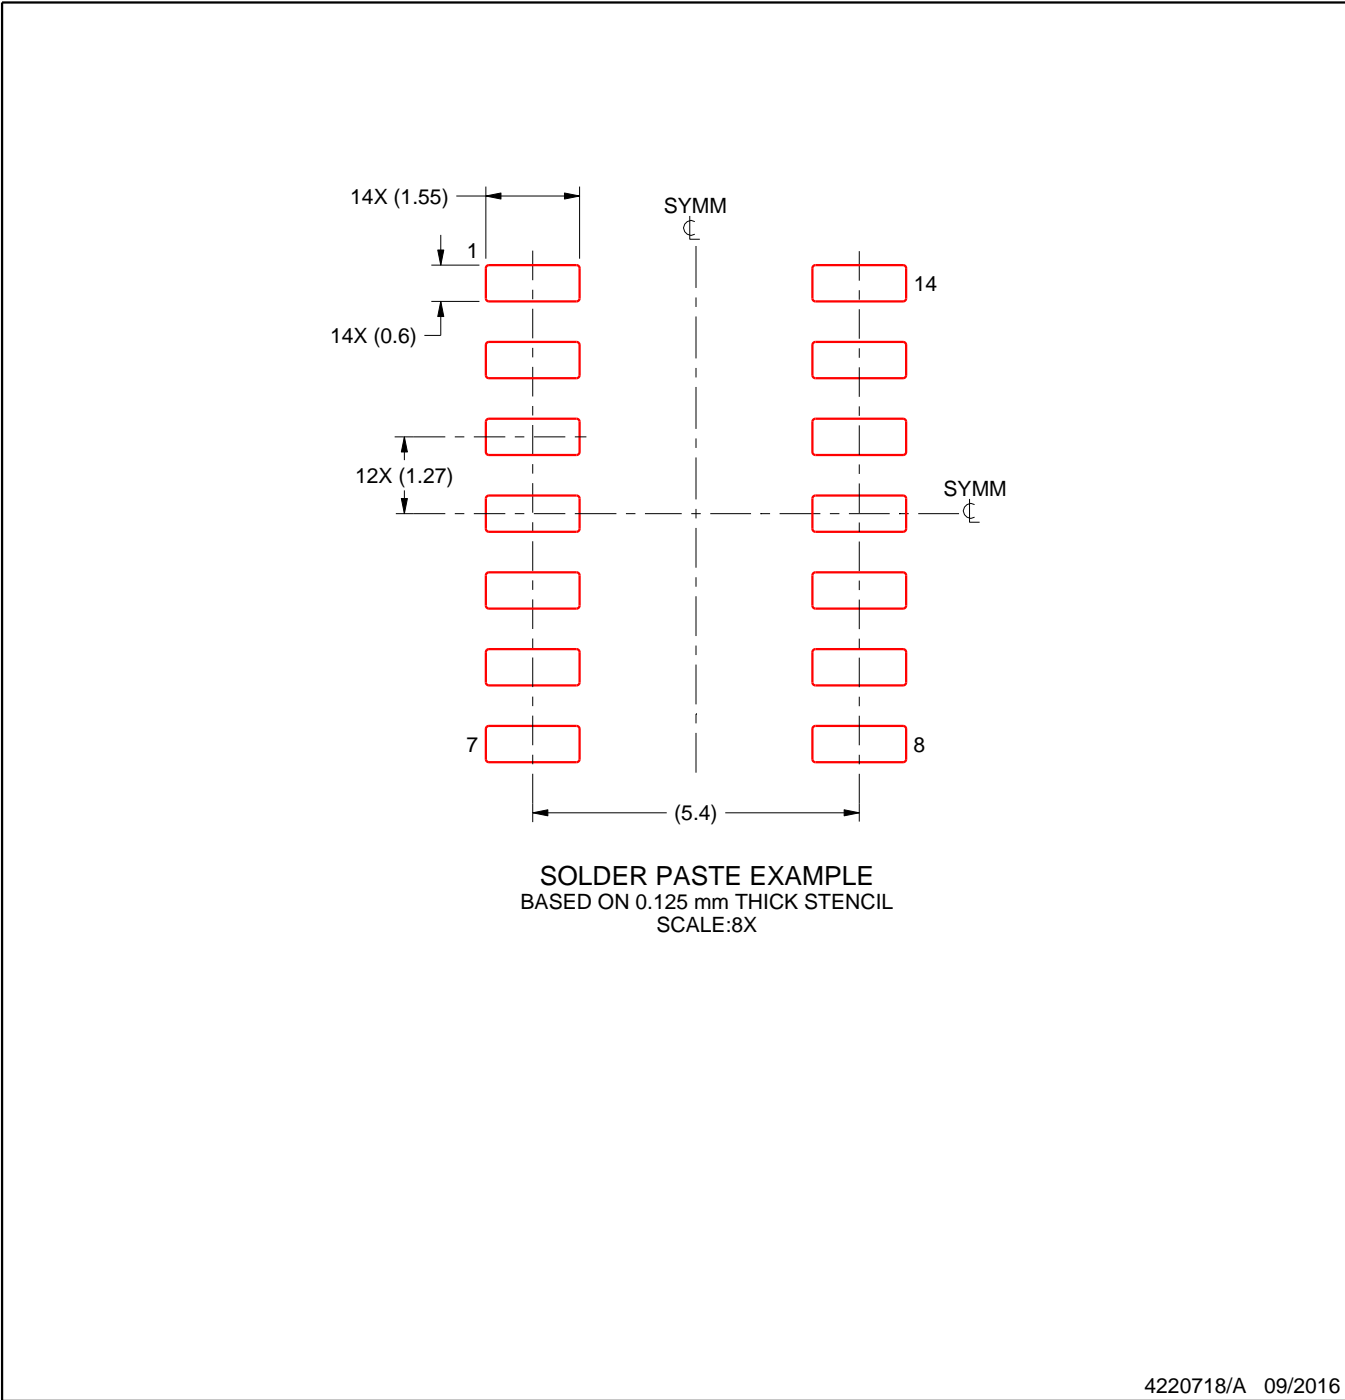 14X (1.55)
SYMM
1
14
14X (0.6)
12X (1.27)
SYMM
7
8
(5.4)
SOLDER PASTE EXAMPLE
BASED ON 0.125 mm THICK STENCIL
SCALE:8X
4220718/A 09/2016